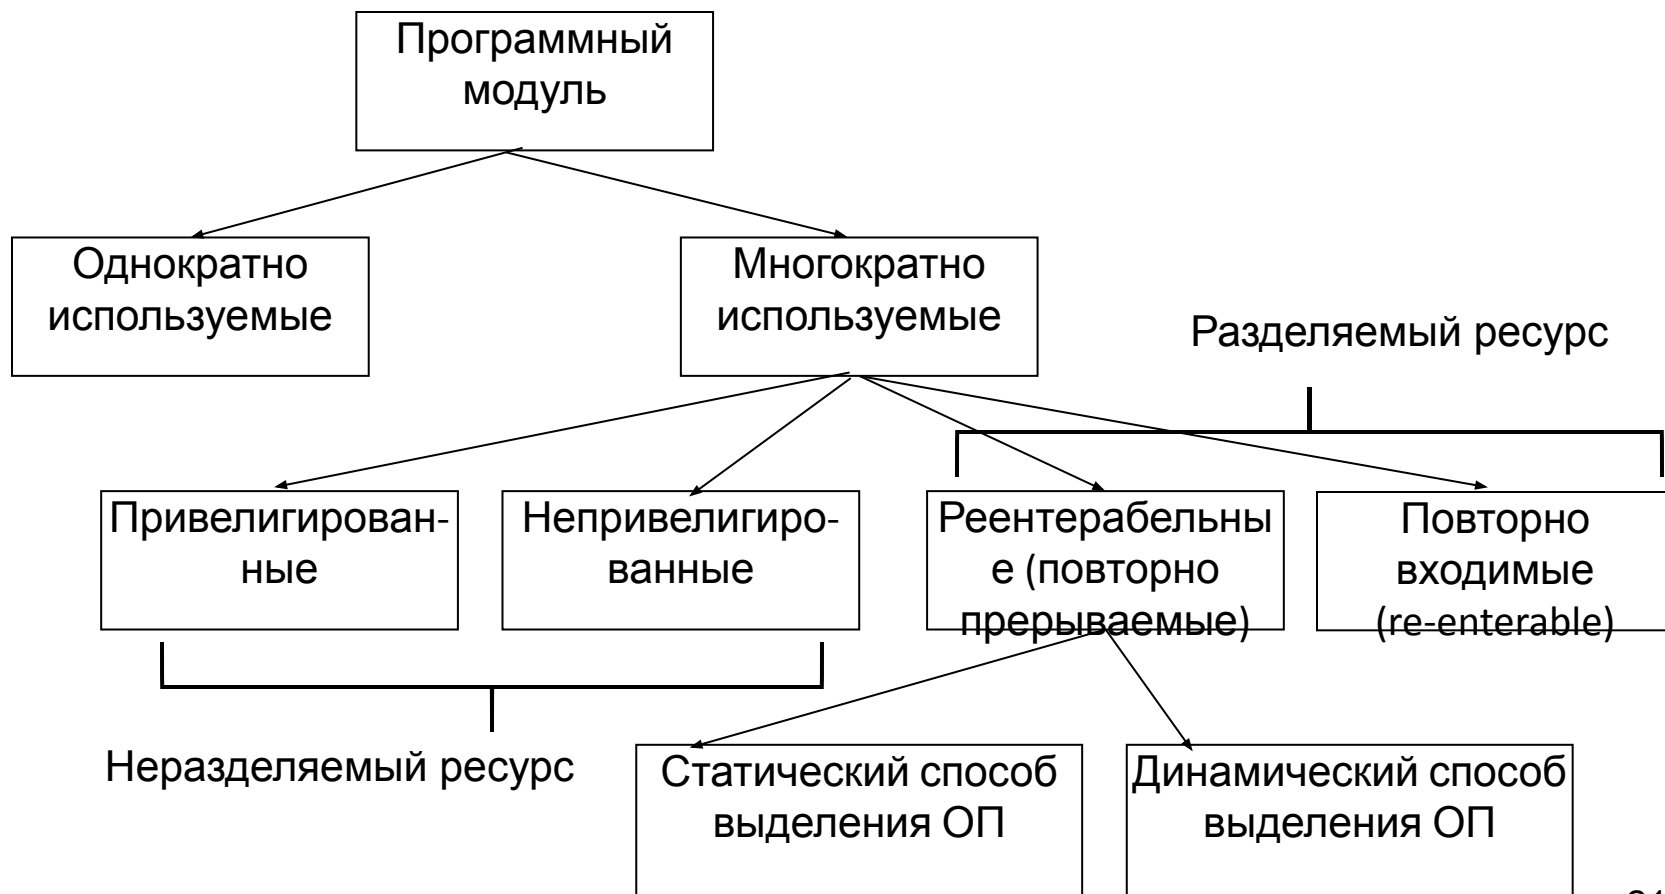 Программный
модуль
Однократно
используемые
Многократно
используемые
Разделяемый ресурс
Привелигирован-
ные
Непривелигиро-
ванные
Реентерабельны
е (повторно
прерываемые)
Повторно
входимые
(re-enterable)
Неразделяемый ресурс
Статический способ
выделения ОП
Динамический способ
выделения ОП